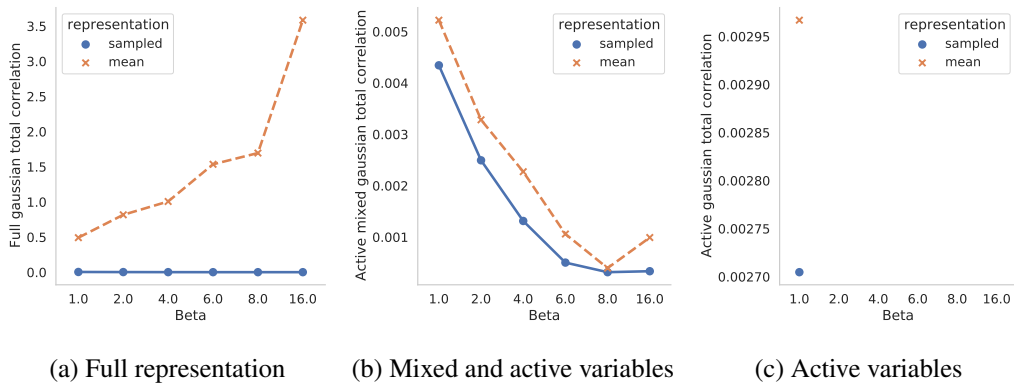 Full gaussian total correlation
3.5
3.0
2.5
2.0
1.5
1.0
0.5
0.0
representation
sampled
mean
1.0 2.0 4.0 6.0 8.0 16.0
Beta
(a) Full representation
Active mixed gaussian total correlation
0.005
0.004
0.003
0.002
0.001
representation
sampled
mean
1.0 2.0 4.0 6.0 8.0 16.0
Beta
(b) Mixed and active variables
Active gaussian total correlation
0.00295
0.00290
0.00285
0.00280
0.00275
0.00270
representation
sampled
mean
1.0 2.0 4.0 6.0 8.0 16.0
Beta
(c) Active variables